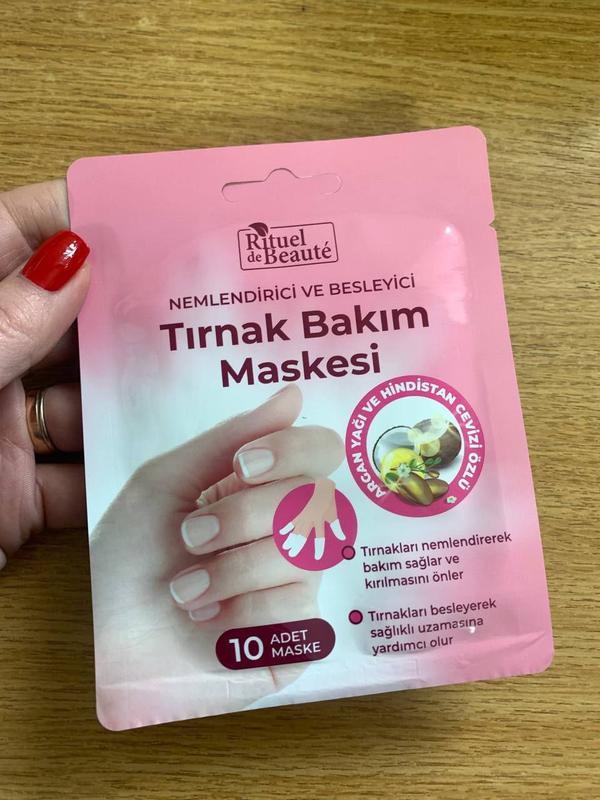 Rituel
de Beauté
NEMLENDİRİCİ VE BESLEYİCİ
Tırnak Bakım
Maskesi
ARGAN YAĞI VE HİNDİSTAN CEVİZİ ÖZLÜ
Tırnakları nemlendirerek
bakım sağlar ve
kırılmasını önler
Tırnakları besleyerek
sağlıklı uzamasına
yardımcı olur
10 ADET
MASKE